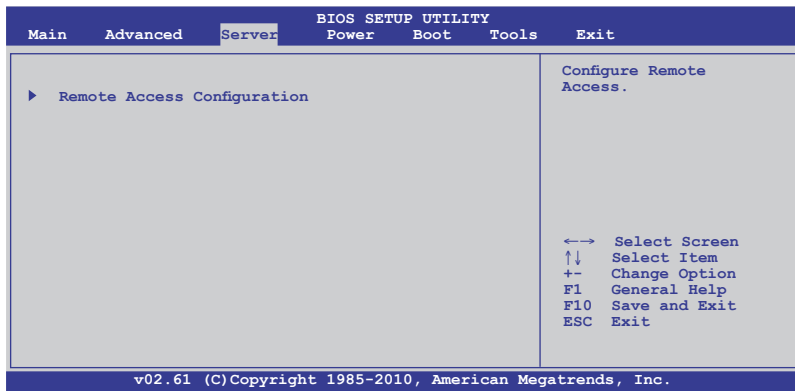 BIOS SETUP UTILITY
Main Advanced Server Power Boot Tools Exit
Configure Remote
Access.
Remote Access Configuration
←→ Select Screen
↑↓ Select Item
+- Change Option
F1 General Help
F10 Save and Exit
ESC Exit
v02.61 (C)Copyright 1985-2010, American Megatrends, Inc.